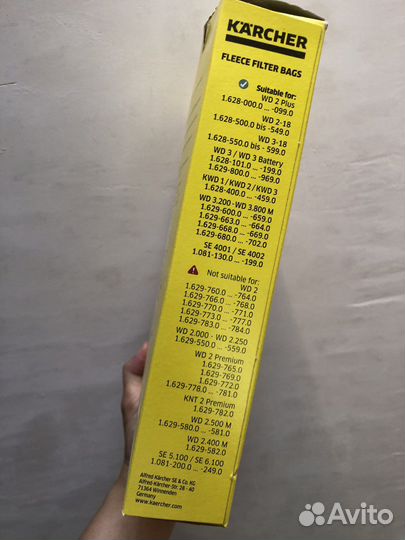 KÄRCHER
FLEECE FILTER BAGS
Suitable for:
WD 2 Plus
1.628-000.0 ... -099.0
WD 2-18
1.628-500.0 bis -549.0
WD 3-18
1.628-550.0 bis - 599.0
WD 3 / WD 3 Battery
1.628-101.0 ... -199.0
1.629-800.0 ... -969.0
KWD 1 / KWD 2 / KWD 3
1.628-400.0 ... -459.0
WD 3.200 - WD 3.800 M
1.629-600.0 ... -659.0
1.629-663.0 ... -664.0
1.629-668.0 ... -669.0
1.629-680.0 ... -702.0
SE 4001 / SE 4002
1.081-130.0 ... -199.0
Not suitable for:
WD 2
1.629-760.0 ... -764.0
1.629-766.0 ... -768.0
1.629-770.0 ... -771.0
1.629-773.0 ... -777.0
1.629-783.0 ... -784.0
WD 2.000 - WD 2.250
1.629-550.0 ... -559.0
WD 2 Premium
1.629-765.0
1.629-769.0
1.629-772.0
1.629-778.0 ... -781.0
KNT 2 Premium
1.629-782.0
WD 2.500 M
1.629-580.0 ... -581.0
WD 2.400 M
1.629-582.0
SE 5.100 / SE 6.100
1.081-200.0 ... -249.0
Alfred Kärcher SE & Co. KG
Alfred-Kärcher-Str. 28 - 40
71364 Winnenden
Germany
www.kaercher.com
Avito